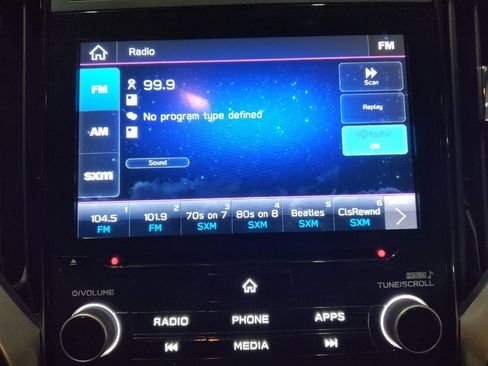 Radio
FM
FM
99.9
Scan
Replay
No program type defined
AM
On
Sound
sxm
1
2
3
4
5
6
104.5
101.9
70s on 7
80s on 8
Beatles
ClsRewnd
FM
FM
SXM
SXM
SXM
SXM
⏻/VOLUME
TUNE/SCROLL
RADIO
PHONE
APPS
MEDIA